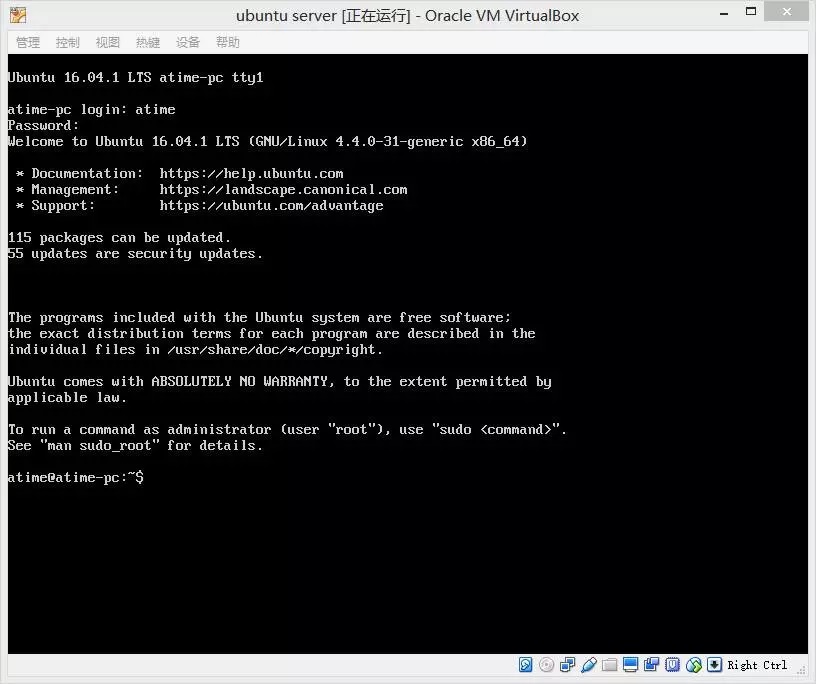 ubuntu server [正在运行] - Oracle VM VirtualBox
管理 控制 视图 热键 设备 帮助
Ubuntu 16.04.1 LTS atime-pc tty1
atime-pc login: atime
Password:
Welcome to Ubuntu 16.04.1 LTS (GNU/Linux 4.4.0-31-generic x86_64)
* Documentation:  https://help.ubuntu.com
* Management:     https://landscape.canonical.com
* Support:        https://ubuntu.com/advantage
115 packages can be updated.
55 updates are security updates.
The programs included with the Ubuntu system are free software;
the exact distribution terms for each program are described in the
individual files in /usr/share/doc/*/copyright.
Ubuntu comes with ABSOLUTELY NO WARRANTY, to the extent permitted by
applicable law.
To run a command as administrator (user "root"), use "sudo <command>".
See "man sudo_root" for details.
atime@atime-pc:~$
Right Ctrl